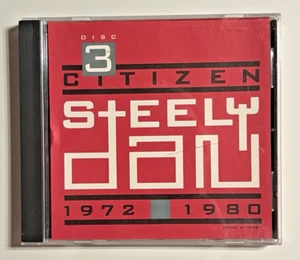 DISC
3
CITIZEN
STEELY
dan
1972 1980